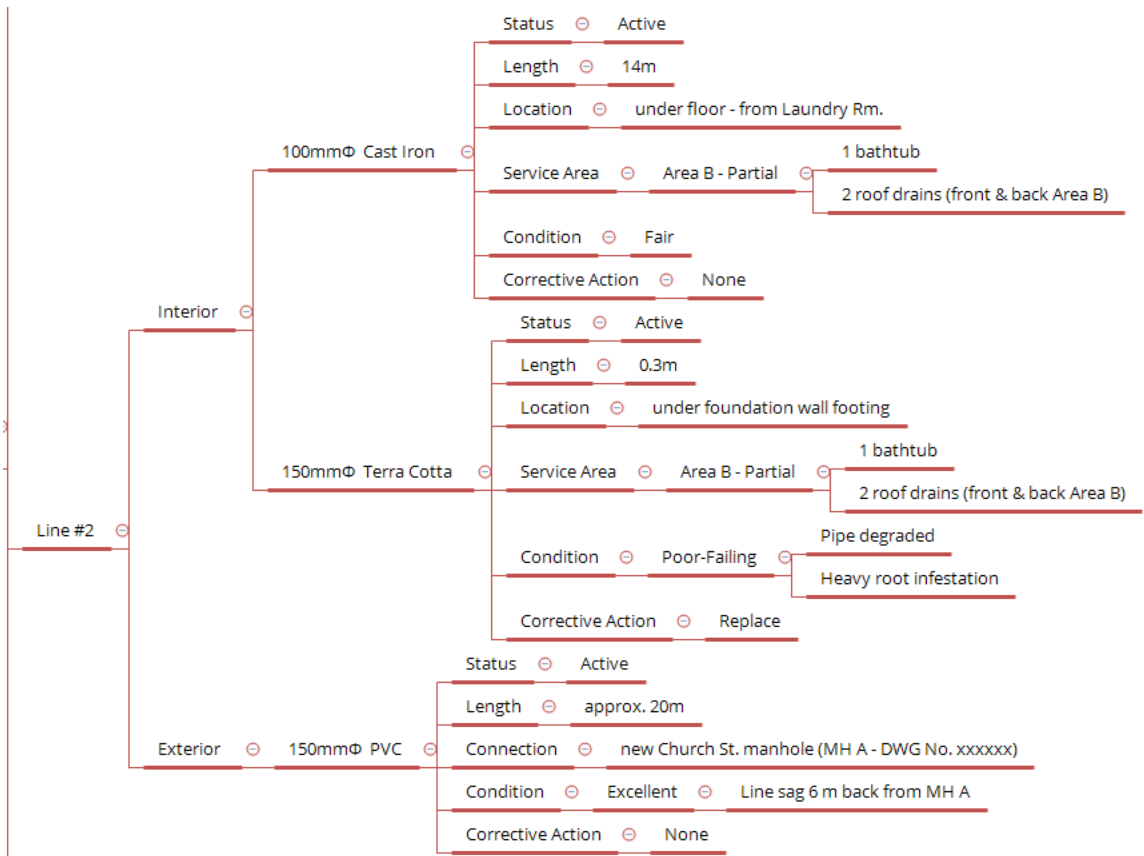 Status
Active
Length
14m
Location
under floor - from Laundry Rm.
1 bathtub
100mmΦ Cast Iron
Service Area
Area B - Partial
2 roof drains (front & back Area B)
Condition
Fair
Corrective Action
None
Interior
Status
Active
Length
0.3m
Location
under foundation wall footing
1 bathtub
150mmΦ Terra Cotta
Service Area
Area B - Partial
2 roof drains (front & back Area B)
Line #2
Pipe degraded
Condition
Poor-Failing
Heavy root infestation
Corrective Action
Replace
Status
Active
Length
approx. 20m
Exterior
150mmΦ PVC
Connection
new Church St. manhole (MH A - DWG No. xxxxxx)
Condition
Excellent
Line sag 6 m back from MH A
Corrective Action
None